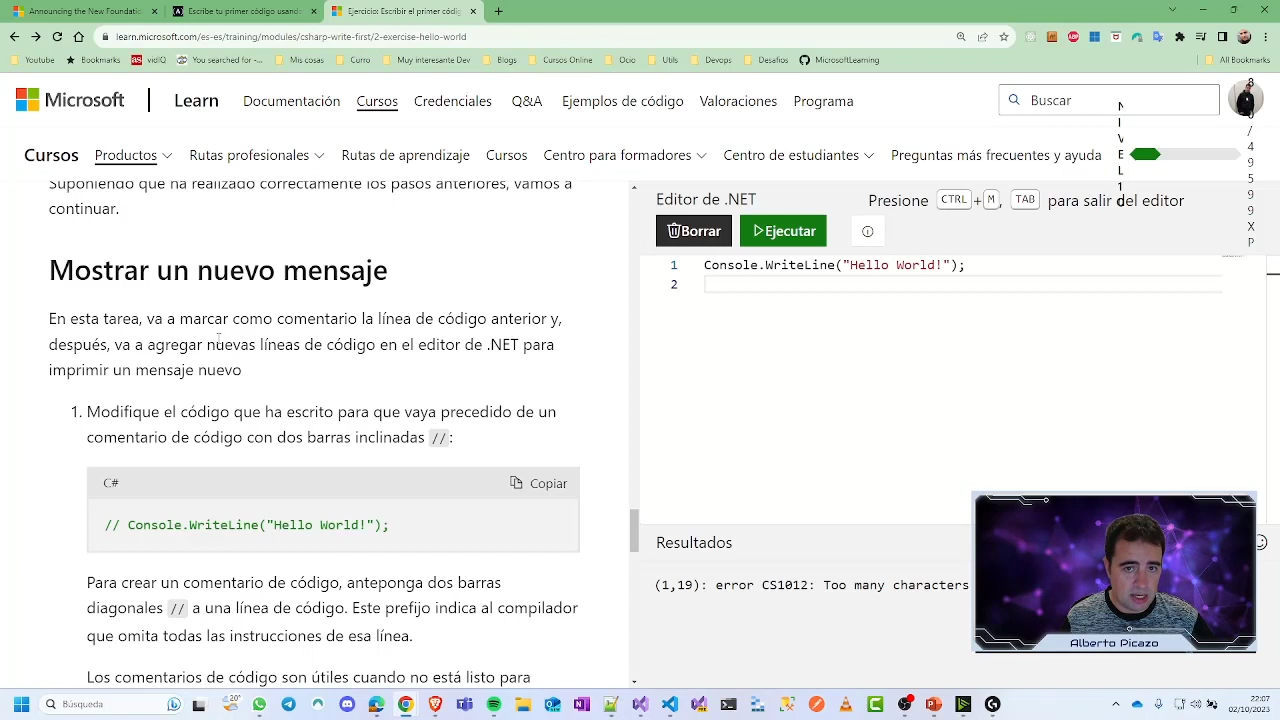 Announcing the New Foundatio
Escribe tu primer código usando
Ejercicio: Escribir el primer códig
learn.microsoft.com/es-es/training/modules/csharp-write-first/2-exercise-hello-world
Youtube
Bookmarks
vidIQ
You searched for -...
Mis cosas
Curro
Muy interesante Dev
Blogs
Cursos Online
Ocio
Utils
Devops
Desafios
MicrosoftLearning
All Bookmarks
Microsoft
Learn
Documentación
Cursos
Credenciales
Q&A
Ejemplos de código
Valoraciones
Programa
Buscar
Cursos
Productos
Rutas profesionales
Rutas de aprendizaje
Cursos
Centro para formadores
Centro de estudiantes
Preguntas más frecuentes y ayuda
Suponiendo que ha realizado correctamente los pasos anteriores, vamos a
continuar.
Mostrar un nuevo mensaje
En esta tarea, va a marcar como comentario la línea de código anterior y,
después, va a agregar nuevas líneas de código en el editor de .NET para
imprimir un mensaje nuevo
1. Modifique el código que ha escrito para que vaya precedido de un
comentario de código con dos barras inclinadas //:
C#
Copiar
// Console.WriteLine("Hello World!");
Para crear un comentario de código, anteponga dos barras
diagonales // a una línea de código. Este prefijo indica al compilador
que omita todas las instrucciones de esa línea.
Los comentarios de código son útiles cuando no está listo para
Editor de .NET
Presione CTRL+M, TAB para salir del editor
Borrar
Ejecutar
1 Console.WriteLine("Hello World!");
2
Resultados
(1,19): error CS1012: Too many characters
Alberto Picazo
Búsqueda
20°
22:07
02/10/2023